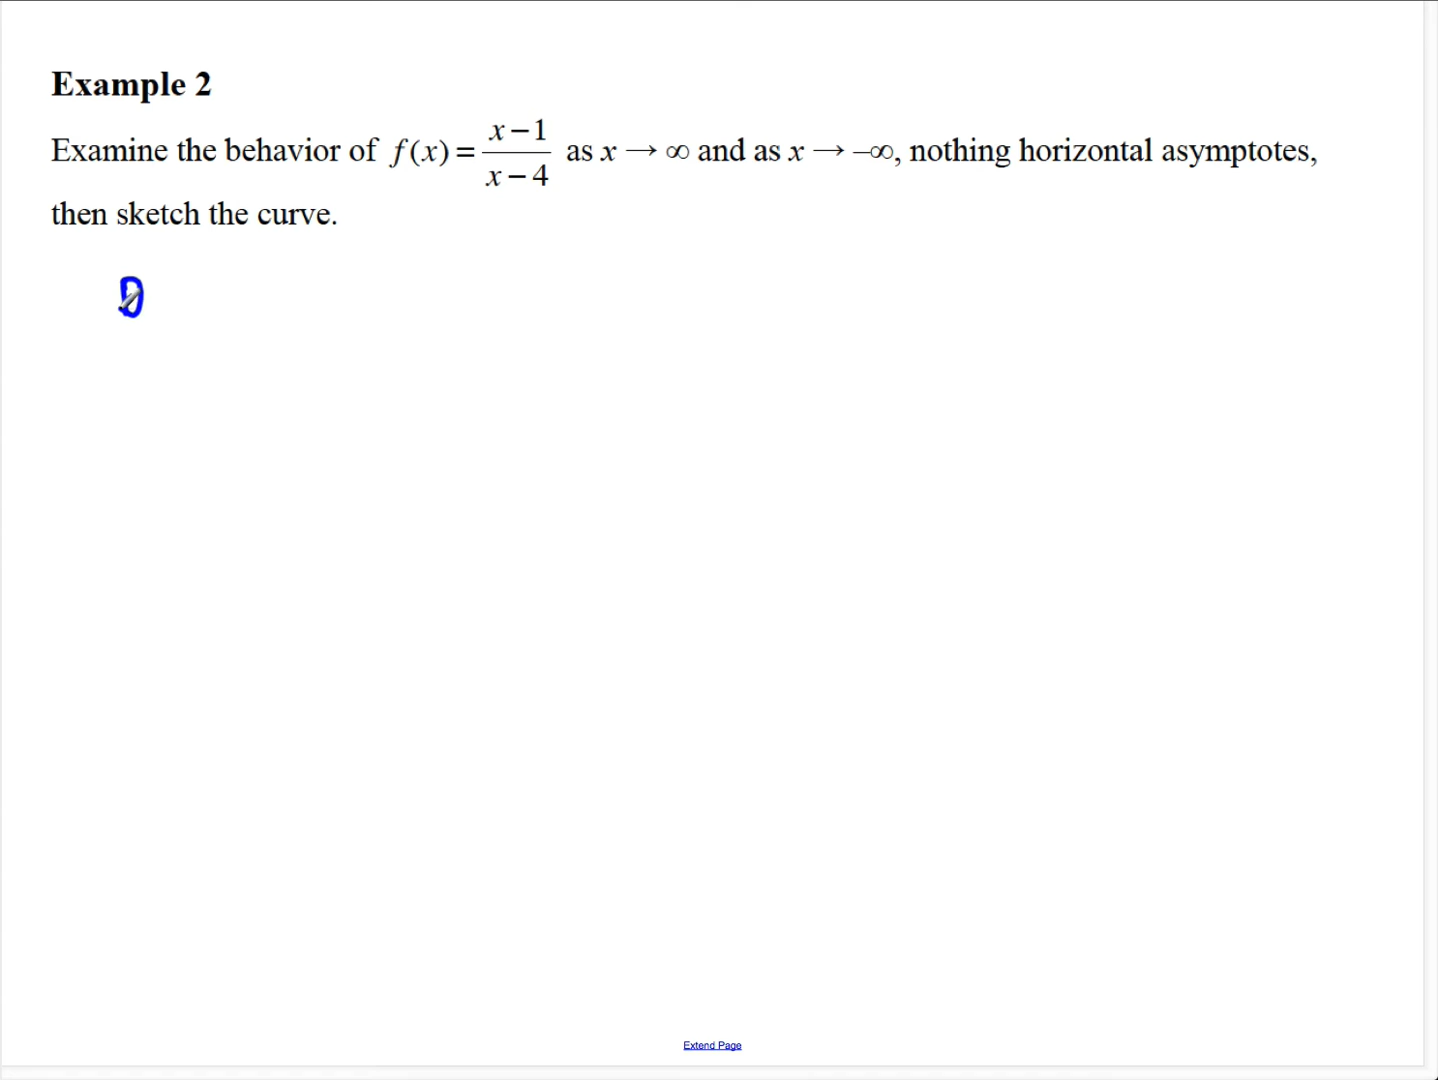 Example 2
Examine the behavior of f(x) = \frac{x-1}{x-4} as x → ∞ and as x → –∞, nothing horizontal asymptotes,
then sketch the curve.
D
Extend Page